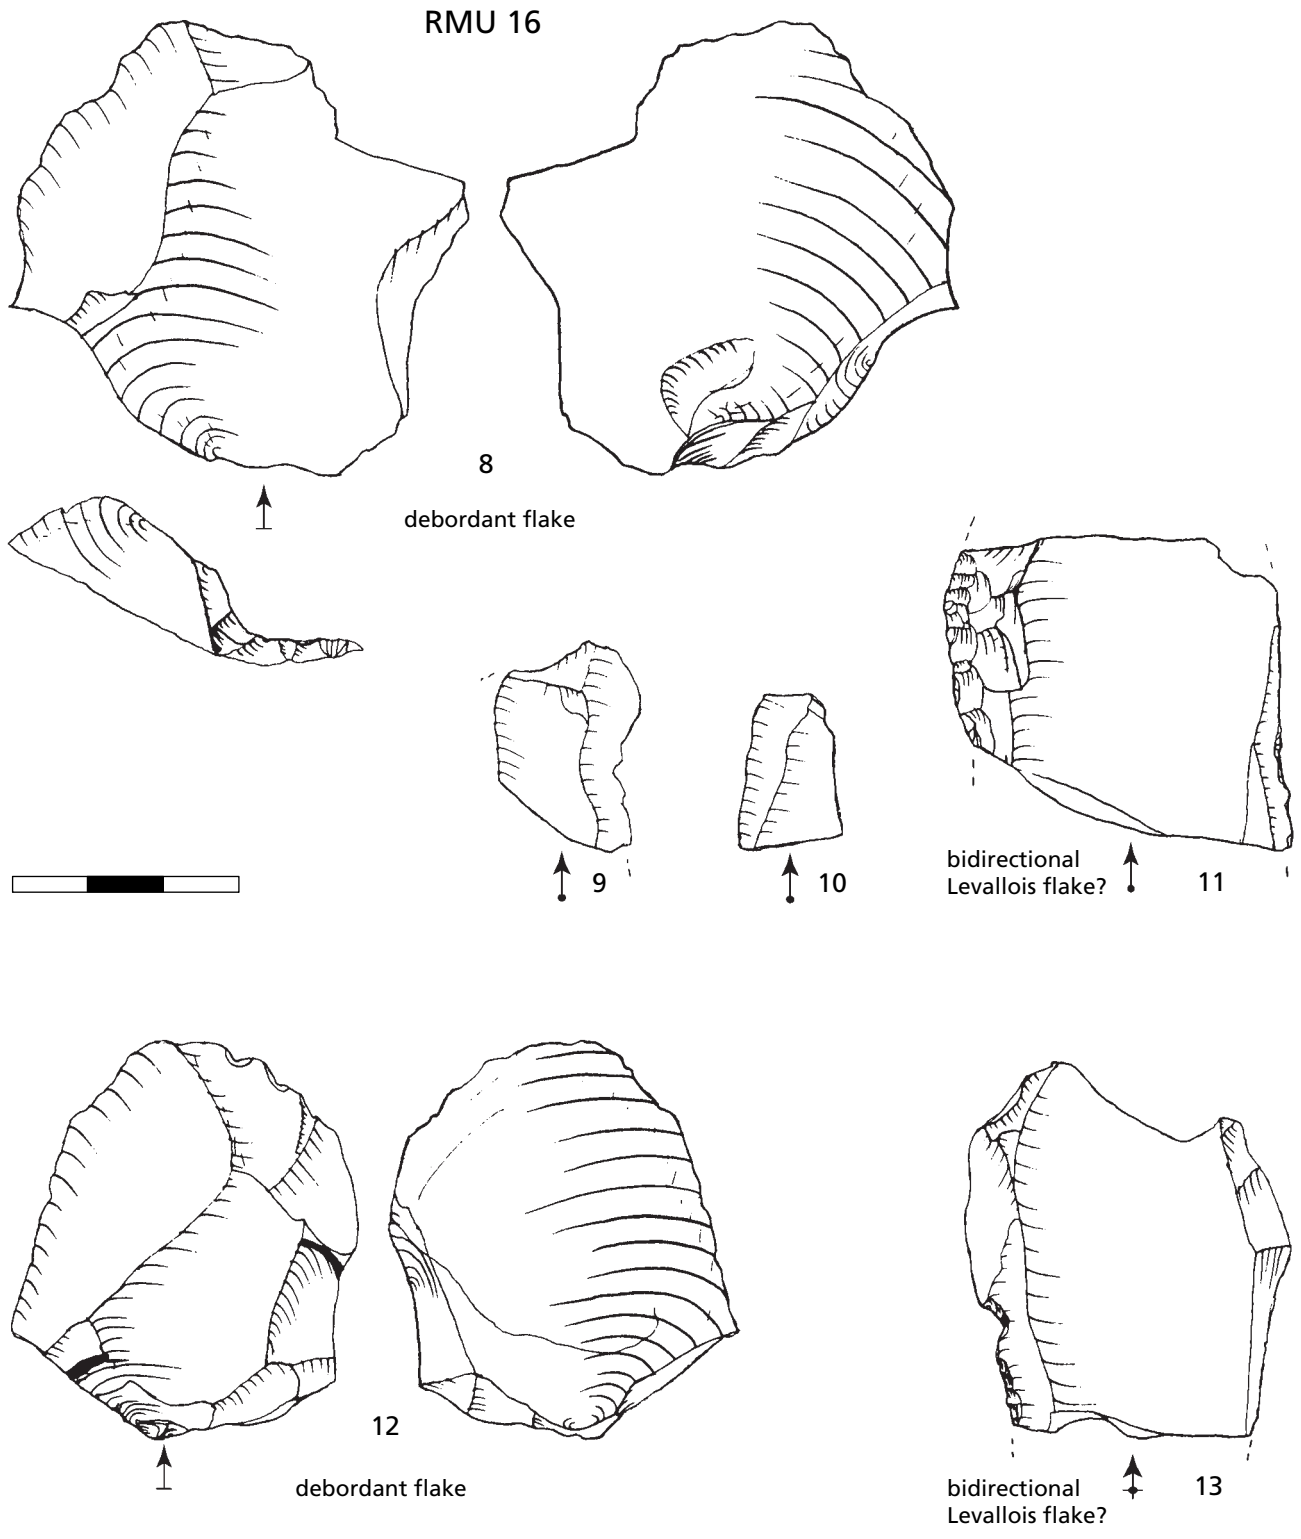 RMU 16
8
debordant flake
9
10
bidirectional
Levallois flake?
11
12
debordant flake
bidirectional
Levallois flake?
13